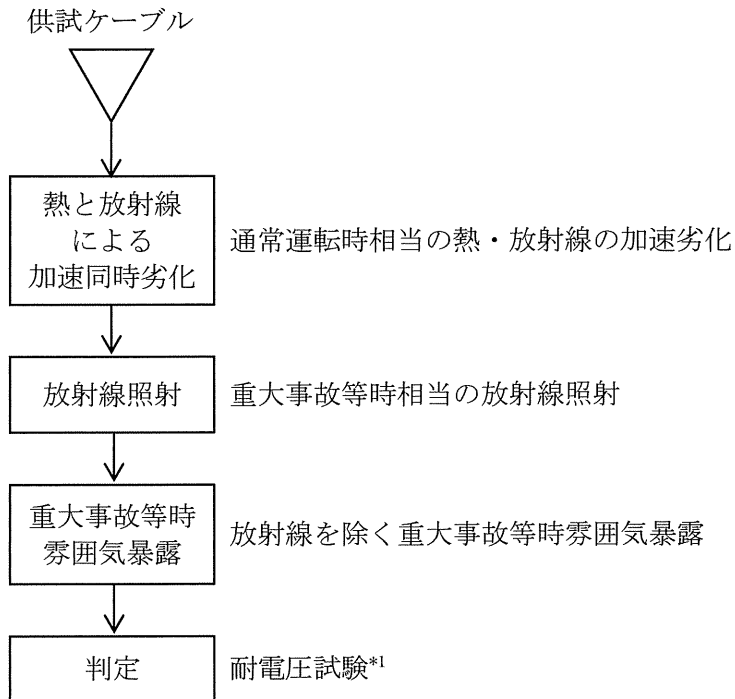 供試ケーブル
熱と放射線
による
加速同時劣化
通常運転時相当の熱・放射線の加速劣化
放射線照射
重大事故等時相当の放射線照射
重大事故等時
雰囲気暴露
放射線を除く重大事故等時雰囲気暴露
判定
耐電圧試験*1